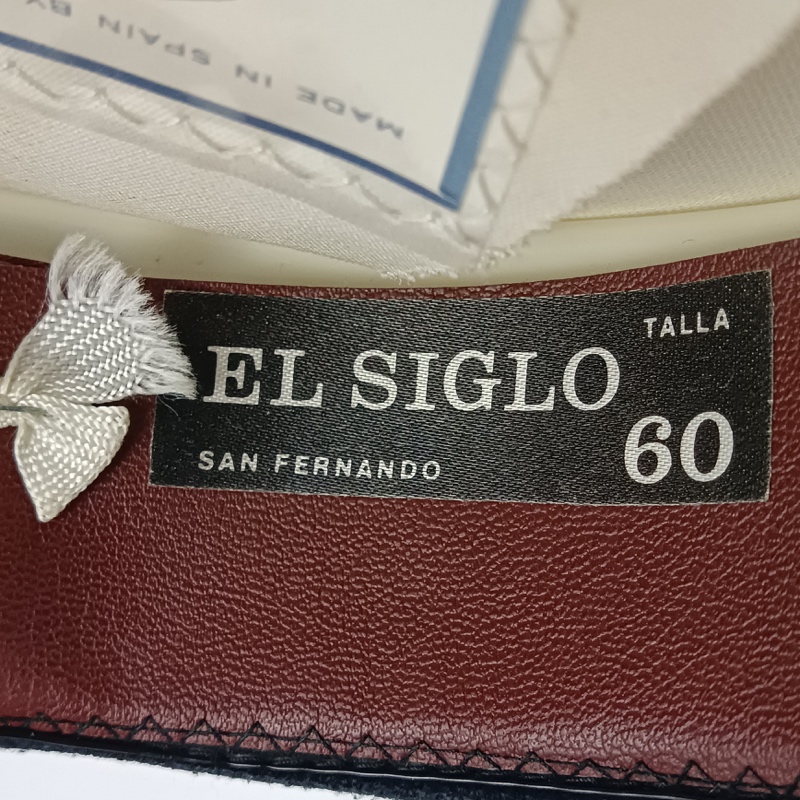 MADE IN SPAIN BY
TALLA
EL SIGLO
60
SAN FERNANDO